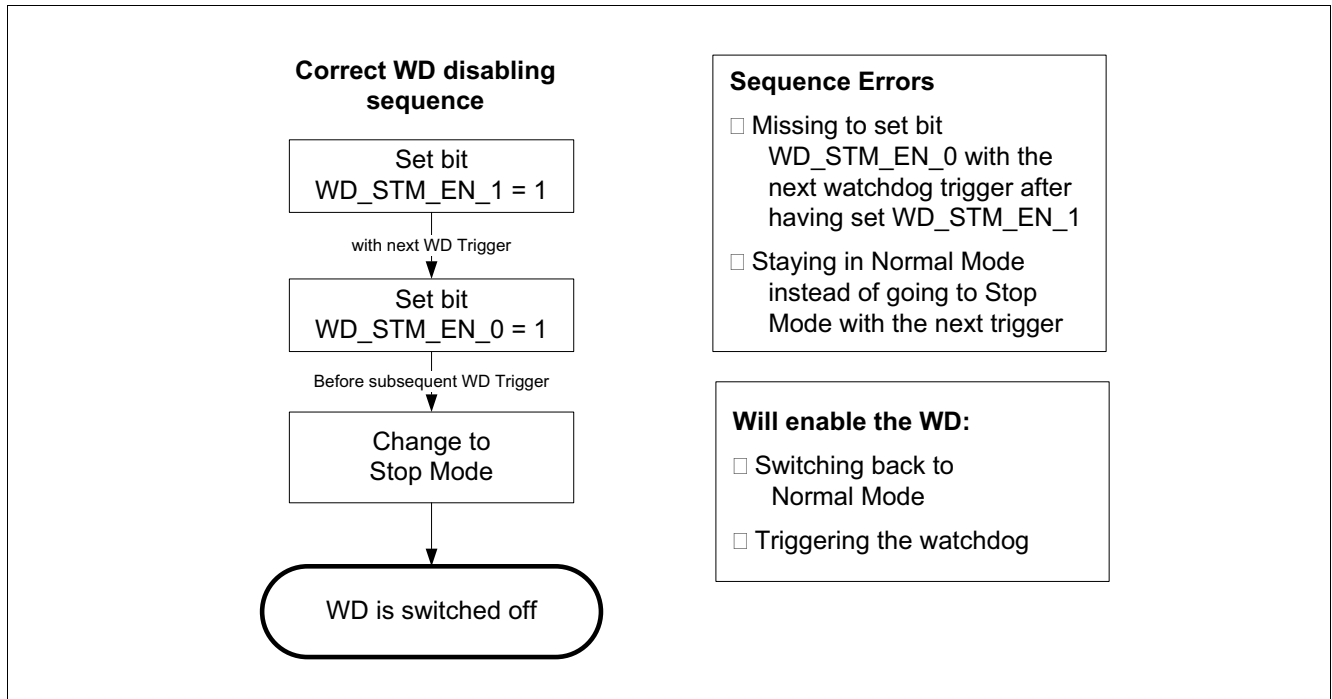 Correct WD disabling
sequence
Set bit
WD_STM_EN_1 = 1
with next WD Trigger
Set bit
WD_STM_EN_0 = 1
Before subsequent WD Trigger
Change to
Stop Mode
WD is switched off
Sequence Errors
□ Missing to set bit
WD_STM_EN_0 with the
next watchdog trigger after
having set WD_STM_EN_1
□ Staying in Normal Mode
instead of going to Stop
Mode with the next trigger
Will enable the WD:
□ Switching back to
Normal Mode
□ Triggering the watchdog